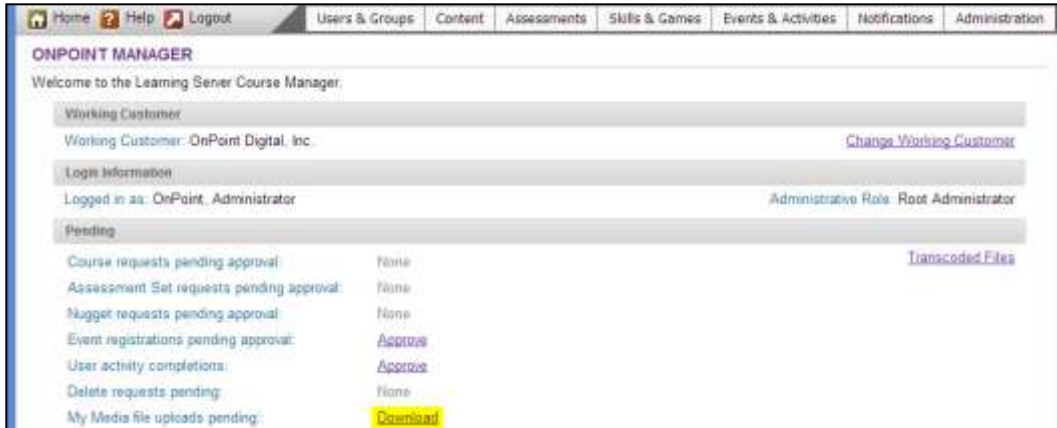 Home Help Logout Users & Groups Content Assessments Skills & Games Events & Activities Notifications Administration
ONPOINT MANAGER
Welcome to the Learning Server Course Manager.
Working Customer
Working Customer: OnPoint Digital, Inc. Change Working Customer
Login Information
Logged in as: OnPoint, Administrator Administrative Role: Root Administrator
Pending
Course requests pending approval: None Transcoded Files
Assessment Set requests pending approval: None
Nugget requests pending approval: None
Event registrations pending approval: Approve
User activity completions: Approve
Delete requests pending: None
My Media file uploads pending: Download